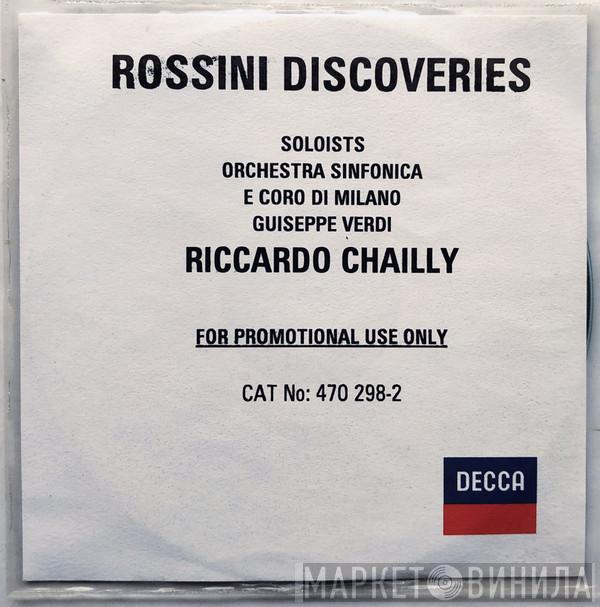 ROSSINI DISCOVERIES
SOLOISTS
ORCHESTRA SINFONICA
E CORO DI MILANO
GUISEPPE VERDI
RICCARDO CHAILLY
FOR PROMOTIONAL USE ONLY
CAT No: 470 298-2
DECCA
МАРКЕТ ВИНИЛА